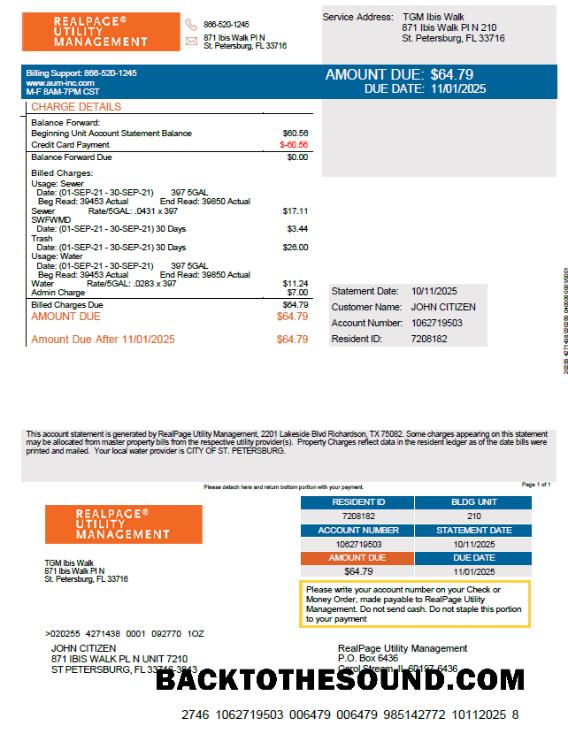 REALPAGE®
UTILITY
MANAGEMENT
866-520-1245
871 Ibis Walk Pl N
St. Petersburg, FL 33716
Service Address: TGM Ibis Walk
871 Ibis Walk Pl N 210
St. Petersburg, FL 33716
Billing Support: 866-520-1245
www.aum-inc.com
M-F 8AM-7PM CST
AMOUNT DUE: $64.79
DUE DATE: 11/01/2025
CHARGE DETAILS
Balance Forward:
Beginning Unit Account Statement Balance $60.56
Credit Card Payment $-60.56
Balance Forward Due $0.00
Billed Charges:
Usage: Sewer
Date: (01-SEP-21 - 30-SEP-21) 397 5GAL
Beg Read: 39453 Actual End Read: 39850 Actual
Sewer Rate/5GAL: .0431 x 397 $17.11
SWFWMD
Date: (01-SEP-21 - 30-SEP-21) 30 Days $3.44
Trash
Date: (01-SEP-21 - 30-SEP-21) 30 Days $26.00
Usage: Water
Date: (01-SEP-21 - 30-SEP-21) 397 5GAL
Beg Read: 39453 Actual End Read: 39850 Actual
Water Rate/5GAL: .0283 x 397 $11.24
Admin Charge $7.00
Billed Charges Due $64.79
AMOUNT DUE $64.79
Amount Due After 11/01/2025 $64.79
Statement Date: 10/11/2025
Customer Name: JOHN CITIZEN
Account Number: 1062719503
Resident ID: 7208182
This account statement is generated by RealPage Utility Management, 2201 Lakeside Blvd Richardson, TX 75082. Some charges appearing on this statement
may be allocated from master property bills from the respective utility provider(s). Property Charges reflect data in the resident ledger as of the date bills were
printed and mailed. Your local water provider is CITY OF ST. PETERSBURG.
Please detach here and return bottom portion with your payment.
Page 1 of 1
REALPAGE®
UTILITY
MANAGEMENT
TGM Ibis Walk
871 Ibis Walk Pl N
St. Petersburg, FL 33716
RESIDENT ID BLDG UNIT
7208182 210
ACCOUNT NUMBER STATEMENT DATE
1062719503 10/11/2025
AMOUNT DUE DUE DATE
$64.79 11/01/2025
Please write your account number on your Check or
Money Order, made payable to RealPage Utility
Management. Do not send cash. Do not staple this portion
to your payment
>020255 4271438 0001 092770 1OZ
JOHN CITIZEN
871 IBIS WALK PL N UNIT 7210
ST PETERSBURG, FL 33716-3943
RealPage Utility Management
P.O. Box 6436
Carol Stream, IL 60197-6436
BACKTOTHESOUND.COM
2746 1062719503 006479 006479 985142772 10112025 8